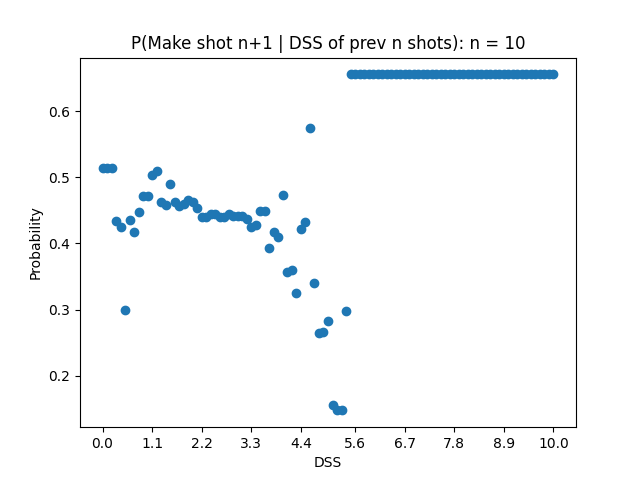 P(Make shot n+1 | DSS of prev n shots): n = 10
Probability
0.6
0.5
0.4
0.3
0.2
0.0 1.1 2.2 3.3 4.4 5.6 6.7 7.8 8.9 10.0
DSS